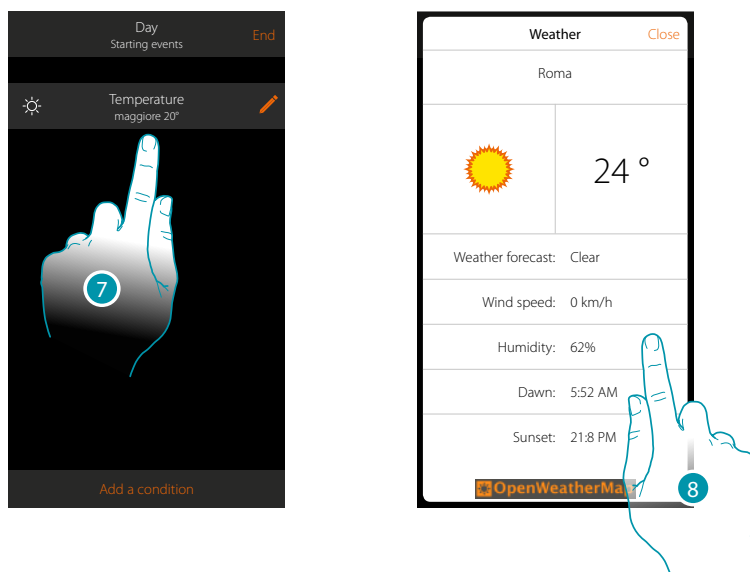 Day
Starting events
End
Temperature
maggiore 20°
7
Add a condition
Weather
Close
Roma
24 °
Weather forecast: Clear
Wind speed: 0 km/h
Humidity: 62%
Dawn: 5:52 AM
Sunset: 21:8 PM
OpenWeatherMap
8